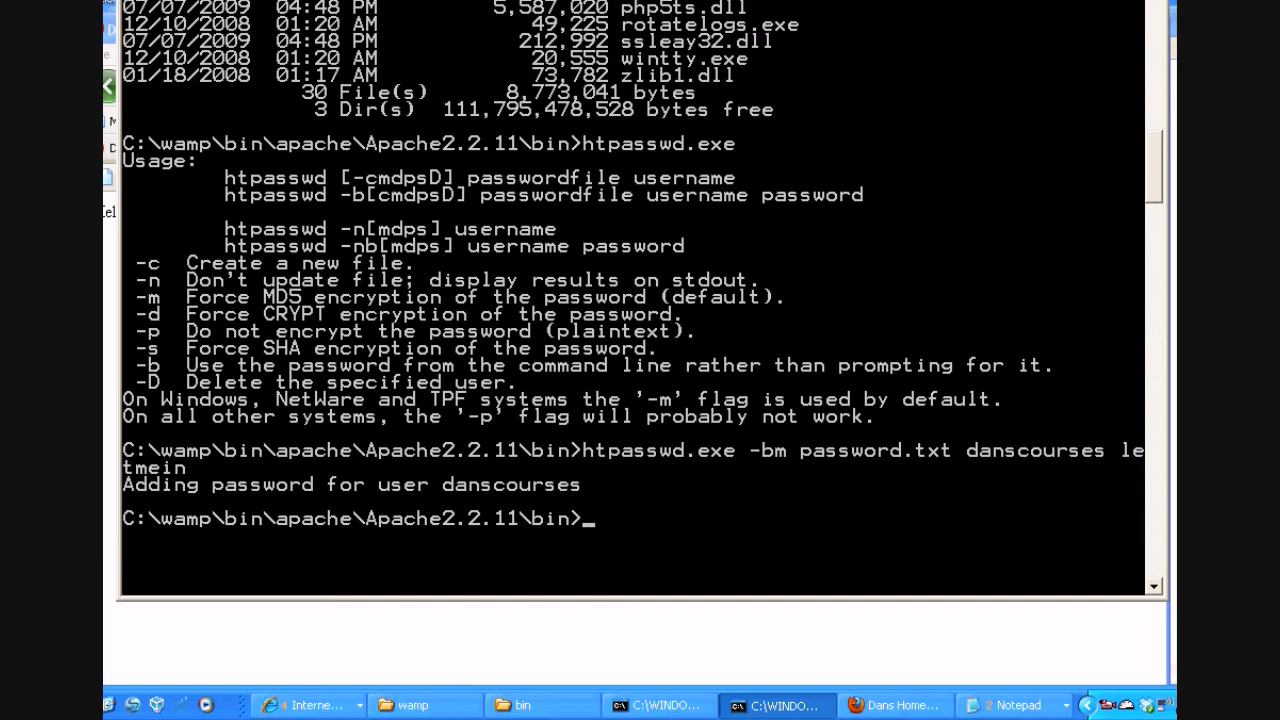 07/07/2009 04:48 PM 5,587,020 php5ts.dll
12/10/2008 01:20 AM 49,225 rotatelogs.exe
07/07/2009 04:48 PM 212,992 ssleay32.dll
12/10/2008 01:20 AM 20,555 wintty.exe
01/18/2008 01:17 AM 73,782 zlib1.dll
30 File(s) 8,773,041 bytes
3 Dir(s) 111,795,478,528 bytes free
C:\wamp\bin\apache\Apache2.2.11\bin>htpasswd.exe
Usage:
htpasswd [-cmdpsD] passwordfile username
htpasswd -b[cmdpsD] passwordfile username password
htpasswd -n[mdps] username
htpasswd -nb[mdps] username password
-c Create a new file.
-n Don't update file; display results on stdout.
-m Force MD5 encryption of the password (default).
-d Force CRYPT encryption of the password.
-p Do not encrypt the password (plaintext).
-s Force SHA encryption of the password.
-b Use the password from the command line rather than prompting for it.
-D Delete the specified user.
On Windows, NetWare and TPF systems the '-m' flag is used by default.
On all other systems, the '-p' flag will probably not work.
C:\wamp\bin\apache\Apache2.2.11\bin>htpasswd.exe -bm password.txt danscourses le
tmein
Adding password for user danscourses
C:\wamp\bin\apache\Apache2.2.11\bin>_
4 Interne... wamp bin C:\WINDO... C:\WINDO... Dans Home... 2 Notepad